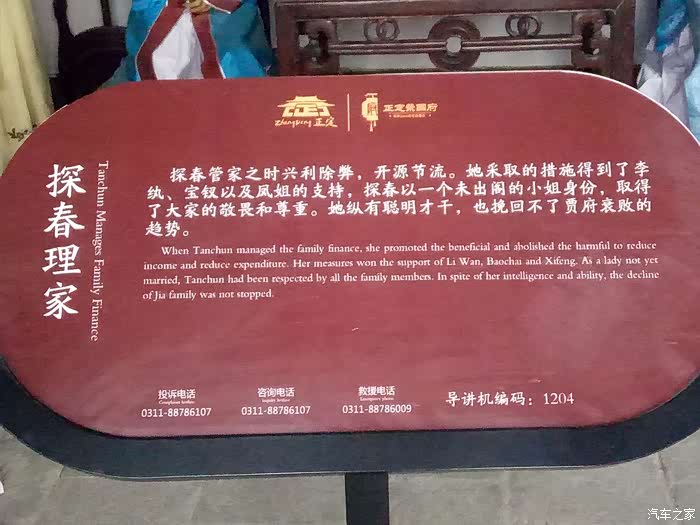 Zhengding 正定
正定荣国府
探春理家
Tanchun Manages Family Finance
探春管家之时兴利除弊，开源节流。她采取的措施得到了李
纨、宝钗以及凤姐的支持，探春以一个未出阁的小姐身份，取得
了大家的敬畏和尊重。她纵有聪明才干，也挽回不了贾府衰败的
趋势。
When Tanchun managed the family finance, she promoted the beneficial and abolished the harmful to reduce
income and reduce expenditure. Her measures won the support of Li Wan, Baochai and Xifeng. As a lady not yet
married, Tanchun had been respected by all the family members. In spite of her intelligence and ability, the decline
of Jia family was not stopped.
投诉电话 咨询电话 救援电话
Complaint hotline Inquiry hotline Emergency phone
0311-88786107 0311-88786107 0311-88786009
导讲机编码：1204
汽车之家